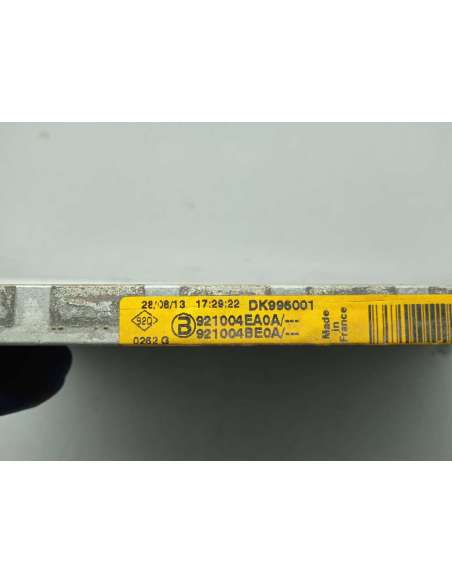 28/08/13 17:29:22 DK996001
920 B 921004EA0A/---
921004BE0A/---
0262 G
Made in France